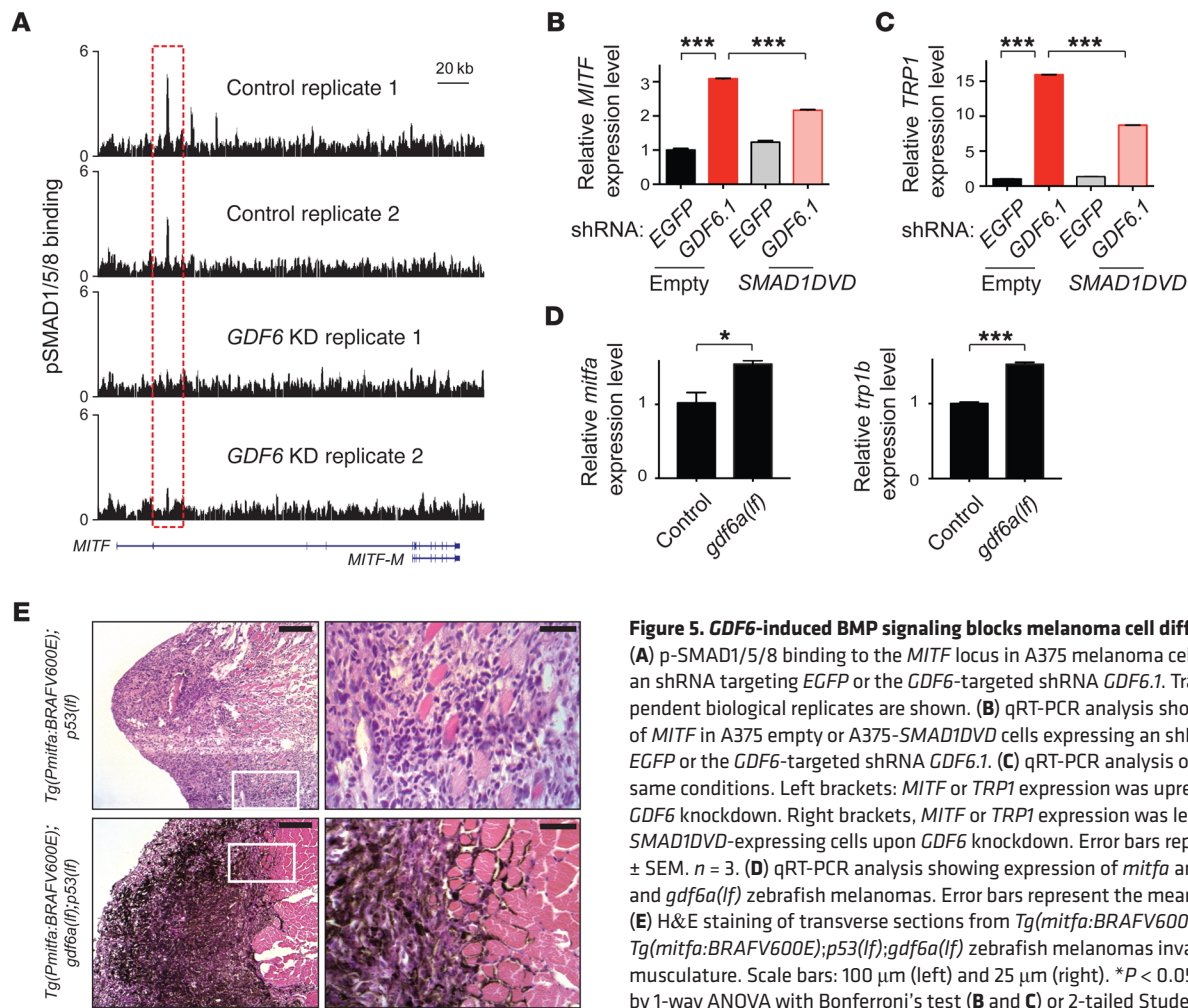 A
6
0
Control replicate 1
20 kb
6
0
Control replicate 2
6
0
GDF6 KD replicate 1
6
0
GDF6 KD replicate 2
pSMAD1/5/8 binding
MITF
MITF-M
B
Relative MITF
expression level
3
2
1
0
***
***
shRNA: EGFP GDF6.1 EGFP GDF6.1
Empty SMAD1DVD
C
Relative TRP1
expression level
15
10
5
0
***
***
shRNA: EGFP GDF6.1 EGFP GDF6.1
Empty SMAD1DVD
D
Relative mitfa
expression level
1
0
*
Control gdf6a(lf)
Relative trp1b
expression level
1
0
***
Control gdf6a(lf)
E
Tg(Pmitfa:BRAFV600E);
p53(lf)
Tg(Pmitfa:BRAFV600E);
gdf6a(lf);p53(lf)
Figure 5. GDF6-induced BMP signaling blocks melanoma cell diff
(A) p-SMAD1/5/8 binding to the MITF locus in A375 melanoma cel
an shRNA targeting EGFP or the GDF6-targeted shRNA GDF6.1. Tra
pendent biological replicates are shown. (B) qRT-PCR analysis sho
of MITF in A375 empty or A375-SMAD1DVD cells expressing an sh
EGFP or the GDF6-targeted shRNA GDF6.1. (C) qRT-PCR analysis o
same conditions. Left brackets: MITF or TRP1 expression was upre
GDF6 knockdown. Right brackets, MITF or TRP1 expression was le
SMAD1DVD-expressing cells upon GDF6 knockdown. Error bars rep
± SEM. n = 3. (D) qRT-PCR analysis showing expression of mitfa an
and gdf6a(lf) zebrafish melanomas. Error bars represent the mean
(E) H&E staining of transverse sections from Tg(mitfa:BRAFV600
Tg(mitfa:BRAFV600E);p53(lf);gdf6a(lf) zebrafish melanomas inva
musculature. Scale bars: 100 μm (left) and 25 μm (right). *P < 0.05
by 1-way ANOVA with Bonferroni's test (B and C) or 2-tailed Stude